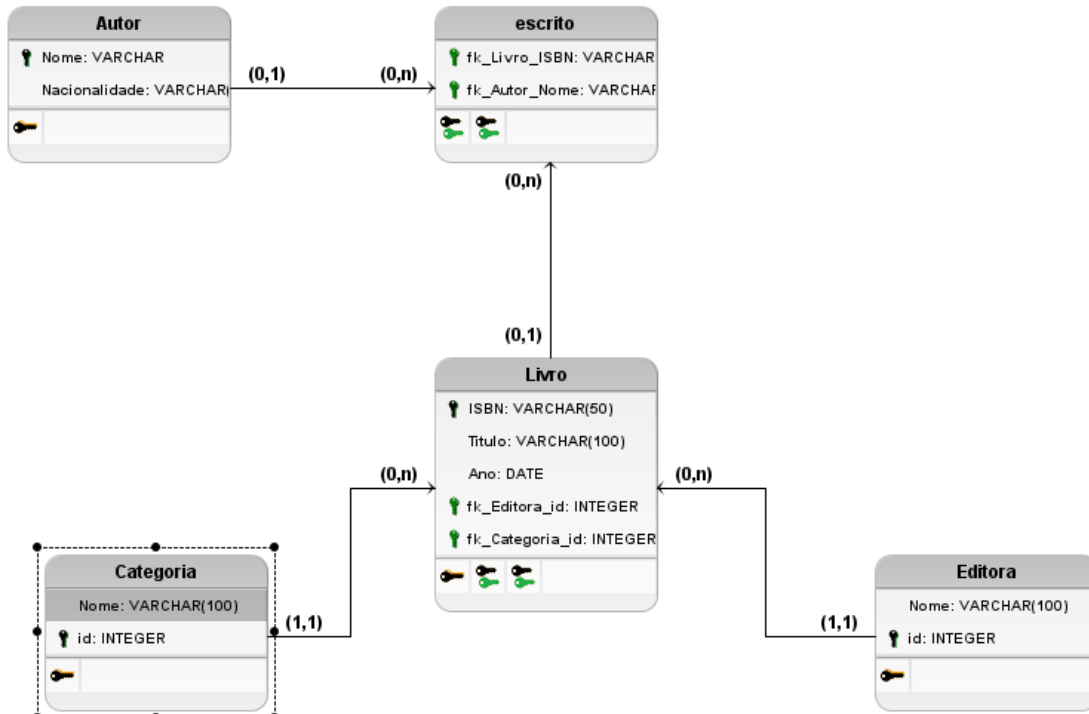 Autor
Nome: VARCHAR
Nacionalidade: VARCHAR(
(0,1)
(0,n)
escrito
fk_Livro_ISBN: VARCHAR
fk_Autor_Nome: VARCHAR
(0,n)
(0,1)
Livro
ISBN: VARCHAR(50)
Titulo: VARCHAR(100)
Ano: DATE
fk_Editora_id: INTEGER
fk_Categoria_id: INTEGER
(0,n)
(0,n)
Categoria
Nome: VARCHAR(100)
id: INTEGER
(1,1)
(1,1)
Editora
Nome: VARCHAR(100)
id: INTEGER